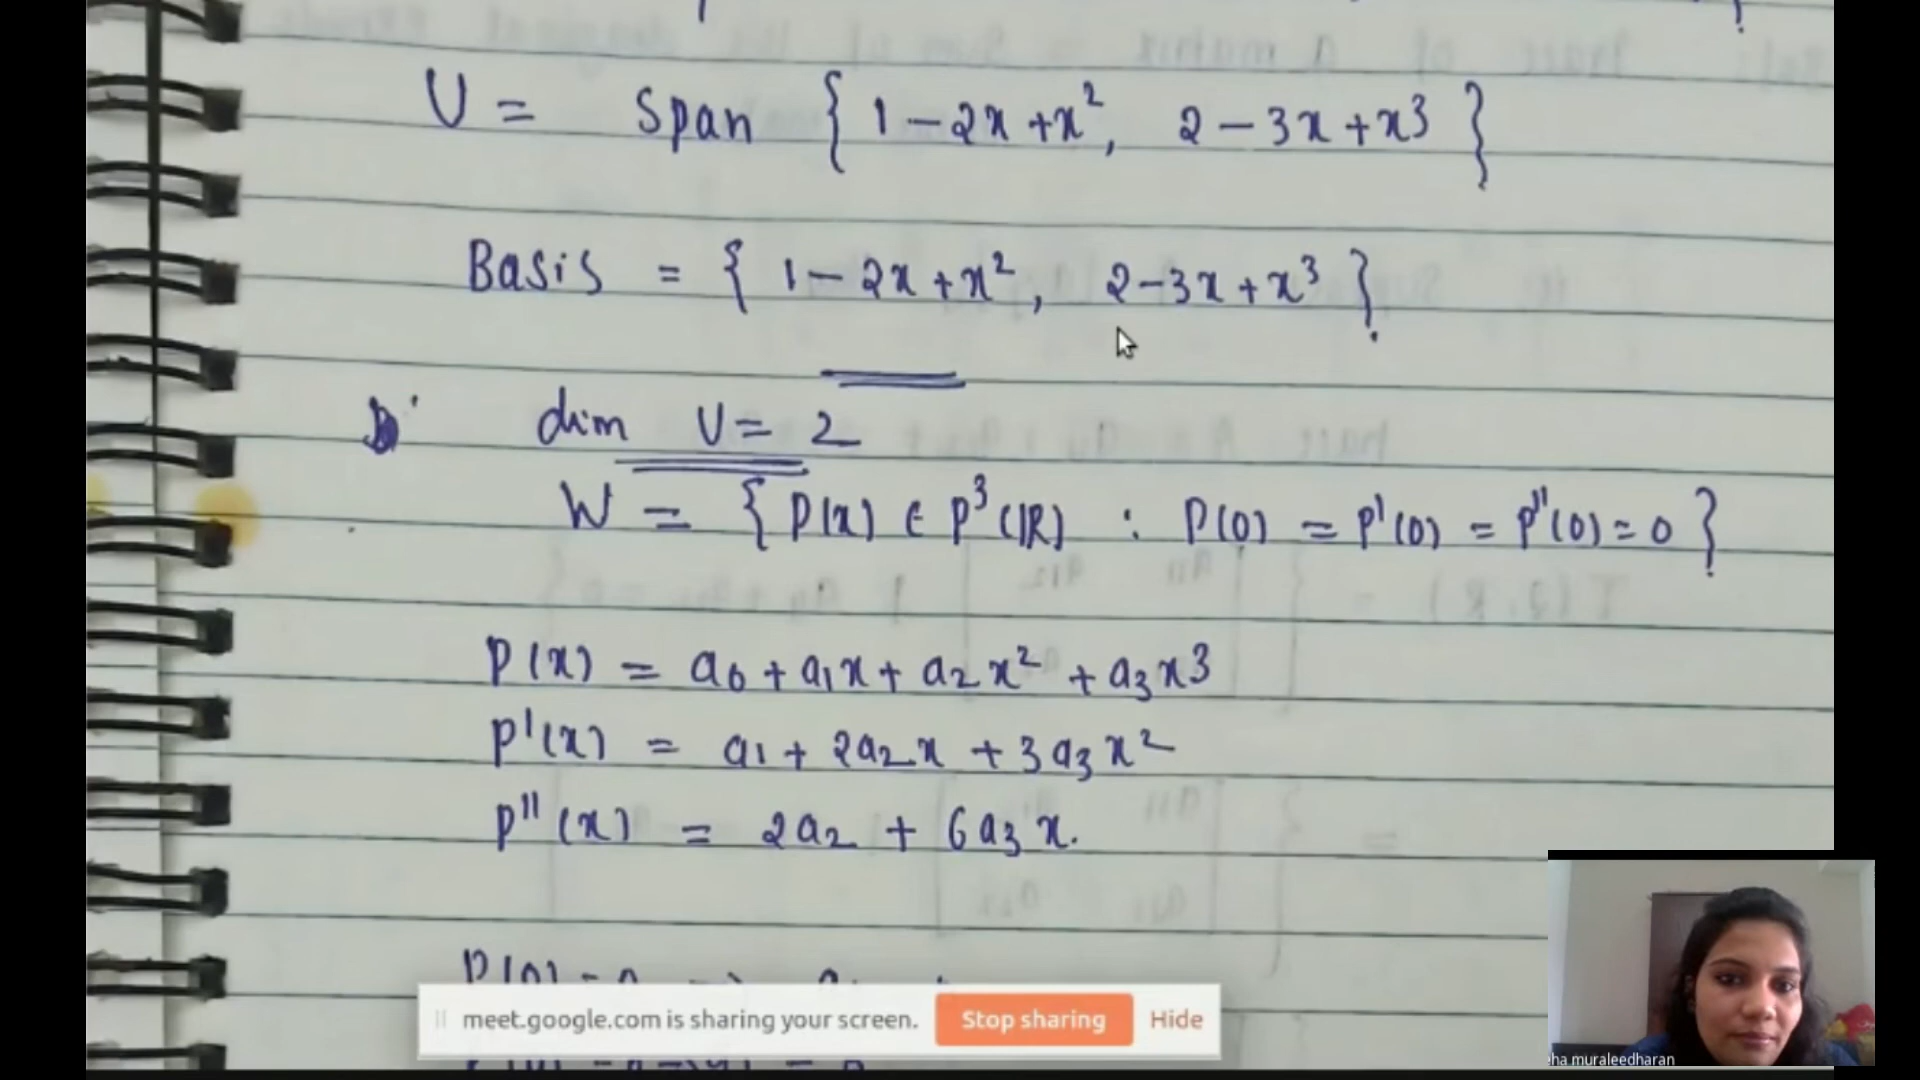 U = Span { 1 - 2x + x², 2 - 3x + x³ }
Basis = { 1 - 2x + x², 2 - 3x + x³ }.
dim U = 2
W = { P(x) ∈ P³(IR) : P(0) = P'(0) = P''(0) = 0 }
P(x) = a₀ + a₁x + a₂x² + a₃x³
P'(x) = a₁ + 2a₂x + 3a₃x²
P''(x) = 2a₂ + 6a₃x.
meet.google.com is sharing your screen. Stop sharing Hide
muraleedharan